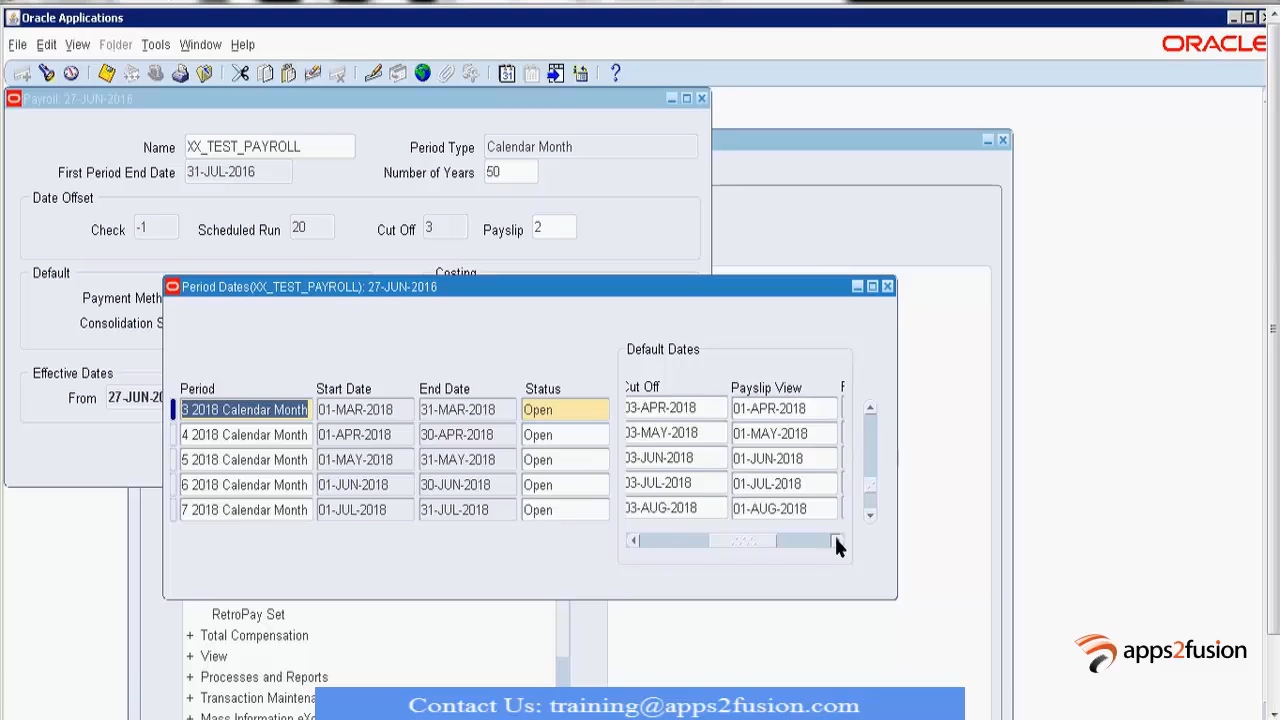 Oracle Applications
File Edit View Folder Tools Window Help
ORACLE
Payroll: 27-JUN-2016
Name XX_TEST_PAYROLL Period Type Calendar Month
First Period End Date 31-JUL-2016 Number of Years 50
Date Offset
Check -1 Scheduled Run 20 Cut Off 3 Payslip 2
Default Costing
Payment Meth
Consolidation S
Effective Dates
From 27-JUN-20
Period Dates(XX_TEST_PAYROLL): 27-JUN-2016
Default Dates
Period Start Date End Date Status Cut Off Payslip View
3 2018 Calendar Month 01-MAR-2018 31-MAR-2018 Open 03-APR-2018 01-APR-2018
4 2018 Calendar Month 01-APR-2018 30-APR-2018 Open 03-MAY-2018 01-MAY-2018
5 2018 Calendar Month 01-MAY-2018 31-MAY-2018 Open 03-JUN-2018 01-JUN-2018
6 2018 Calendar Month 01-JUN-2018 30-JUN-2018 Open 03-JUL-2018 01-JUL-2018
7 2018 Calendar Month 01-JUL-2018 31-JUL-2018 Open 03-AUG-2018 01-AUG-2018
RetroPay Set
+ Total Compensation
+ View
+ Processes and Reports
+ Transaction Maintena
+ Mass Information eXc
apps2fusion
Contact Us: training@apps2fusion.com